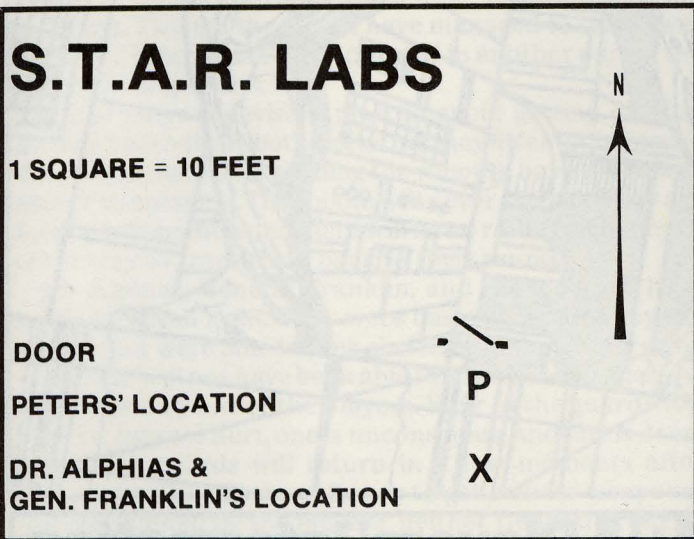 S.T.A.R. LABS
N
1 SQUARE = 10 FEET
DOOR
PETERS' LOCATION
P
DR. ALPHIAS &
GEN. FRANKLIN'S LOCATION
X